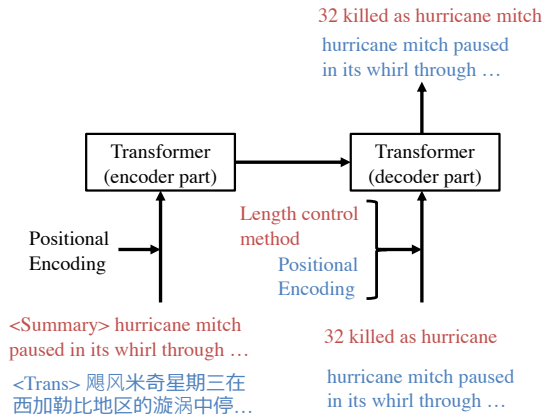 32 killed as hurricane mitch
hurricane mitch paused
in its whirl through …
Transformer
(encoder part)
Transformer
(decoder part)
Positional
Encoding
Length control
method
Positional
Encoding
<Summary> hurricane mitch
paused in its whirl through …
<Trans> 飓风米奇星期三在
西加勒比地区的漩涡中停…
32 killed as hurricane
hurricane mitch paused
in its whirl through …